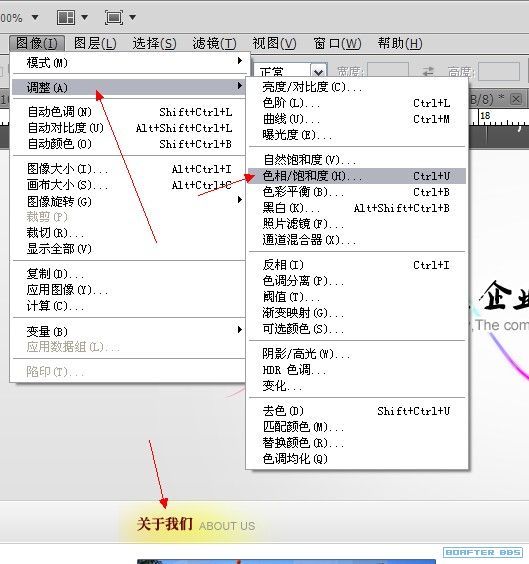 00%
图像(I) 图层(L) 选择(S) 滤镜(T) 视图(V) 窗口(W) 帮助(H)
模式(M)
调整(A)
自动色调(N) Shift+Ctrl+L
自动对比度(U) Alt+Shift+Ctrl+L
自动颜色(O) Shift+Ctrl+B
图像大小(I)... Alt+Ctrl+I
画布大小(S)... Alt+Ctrl+C
图像旋转(G)
裁剪(P)
裁切(R)...
显示全部(V)
复制(D)...
应用图像(Y)...
计算(C)...
变量(B)
应用数据组(L)...
陷印(T)...
正常 宽度: 高度:
亮度/对比度(C)...
色阶(L)... Ctrl+L
曲线(U)... Ctrl+M
曝光度(E)...
自然饱和度(V)...
色相/饱和度(H)... Ctrl+U
色彩平衡(B)... Ctrl+B
黑白(K)... Alt+Shift+Ctrl+B
照片滤镜(F)...
通道混合器(X)...
反相(I) Ctrl+I
色调分离(P)...
阈值(T)...
渐变映射(G)...
可选颜色(S)...
阴影/高光(W)...
HDR 色调...
变化...
去色(D) Shift+Ctrl+U
匹配颜色(M)...
替换颜色(R)...
色调均化(Q)
B/8) *
18
企业
The com
关于我们 ABOUT US
BOAFTER BBS